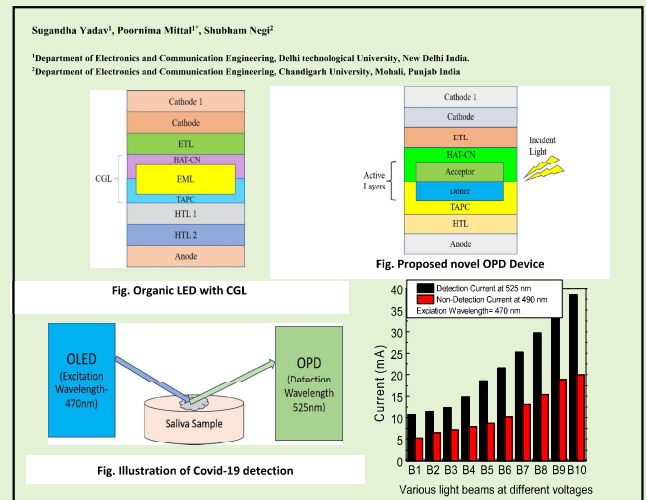 Sugandha Yadav¹, Poornima Mittal¹*, Shubham Negi²
¹Department of Electronics and Communication Engineering, Delhi technological University, New Delhi India.
²Department of Electronics and Communication Engineering, Chandigarh University, Mohali, Punjab India
Cathode 1
Cathode
ETL
HAT-CN
CGL
EML
TAPC
HTL 1
HTL 2
Anode
Fig. Organic LED with CGL
Cathode 1
Cathode
ETL
HAT-CN
Incident
Light
Active
Layers
Acceptor
Doner
TAPC
HTL
Anode
Fig. Proposed novel OPD Device
OLED
(Excitation
Wavelength-
470nm)
Saliva Sample
OPD
(Detection
Wavelength
525nm)
Fig. Illustration of Covid-19 detection
Detection Current at 525 nm
Non-Detection Current at 490 nm
Exciation Wavelength= 470 nm
Current (mA)
40
35
30
25
20
15
10
5
0
B1 B2 B3 B4 B5 B6 B7 B8 B9 B10
Various light beams at different voltages